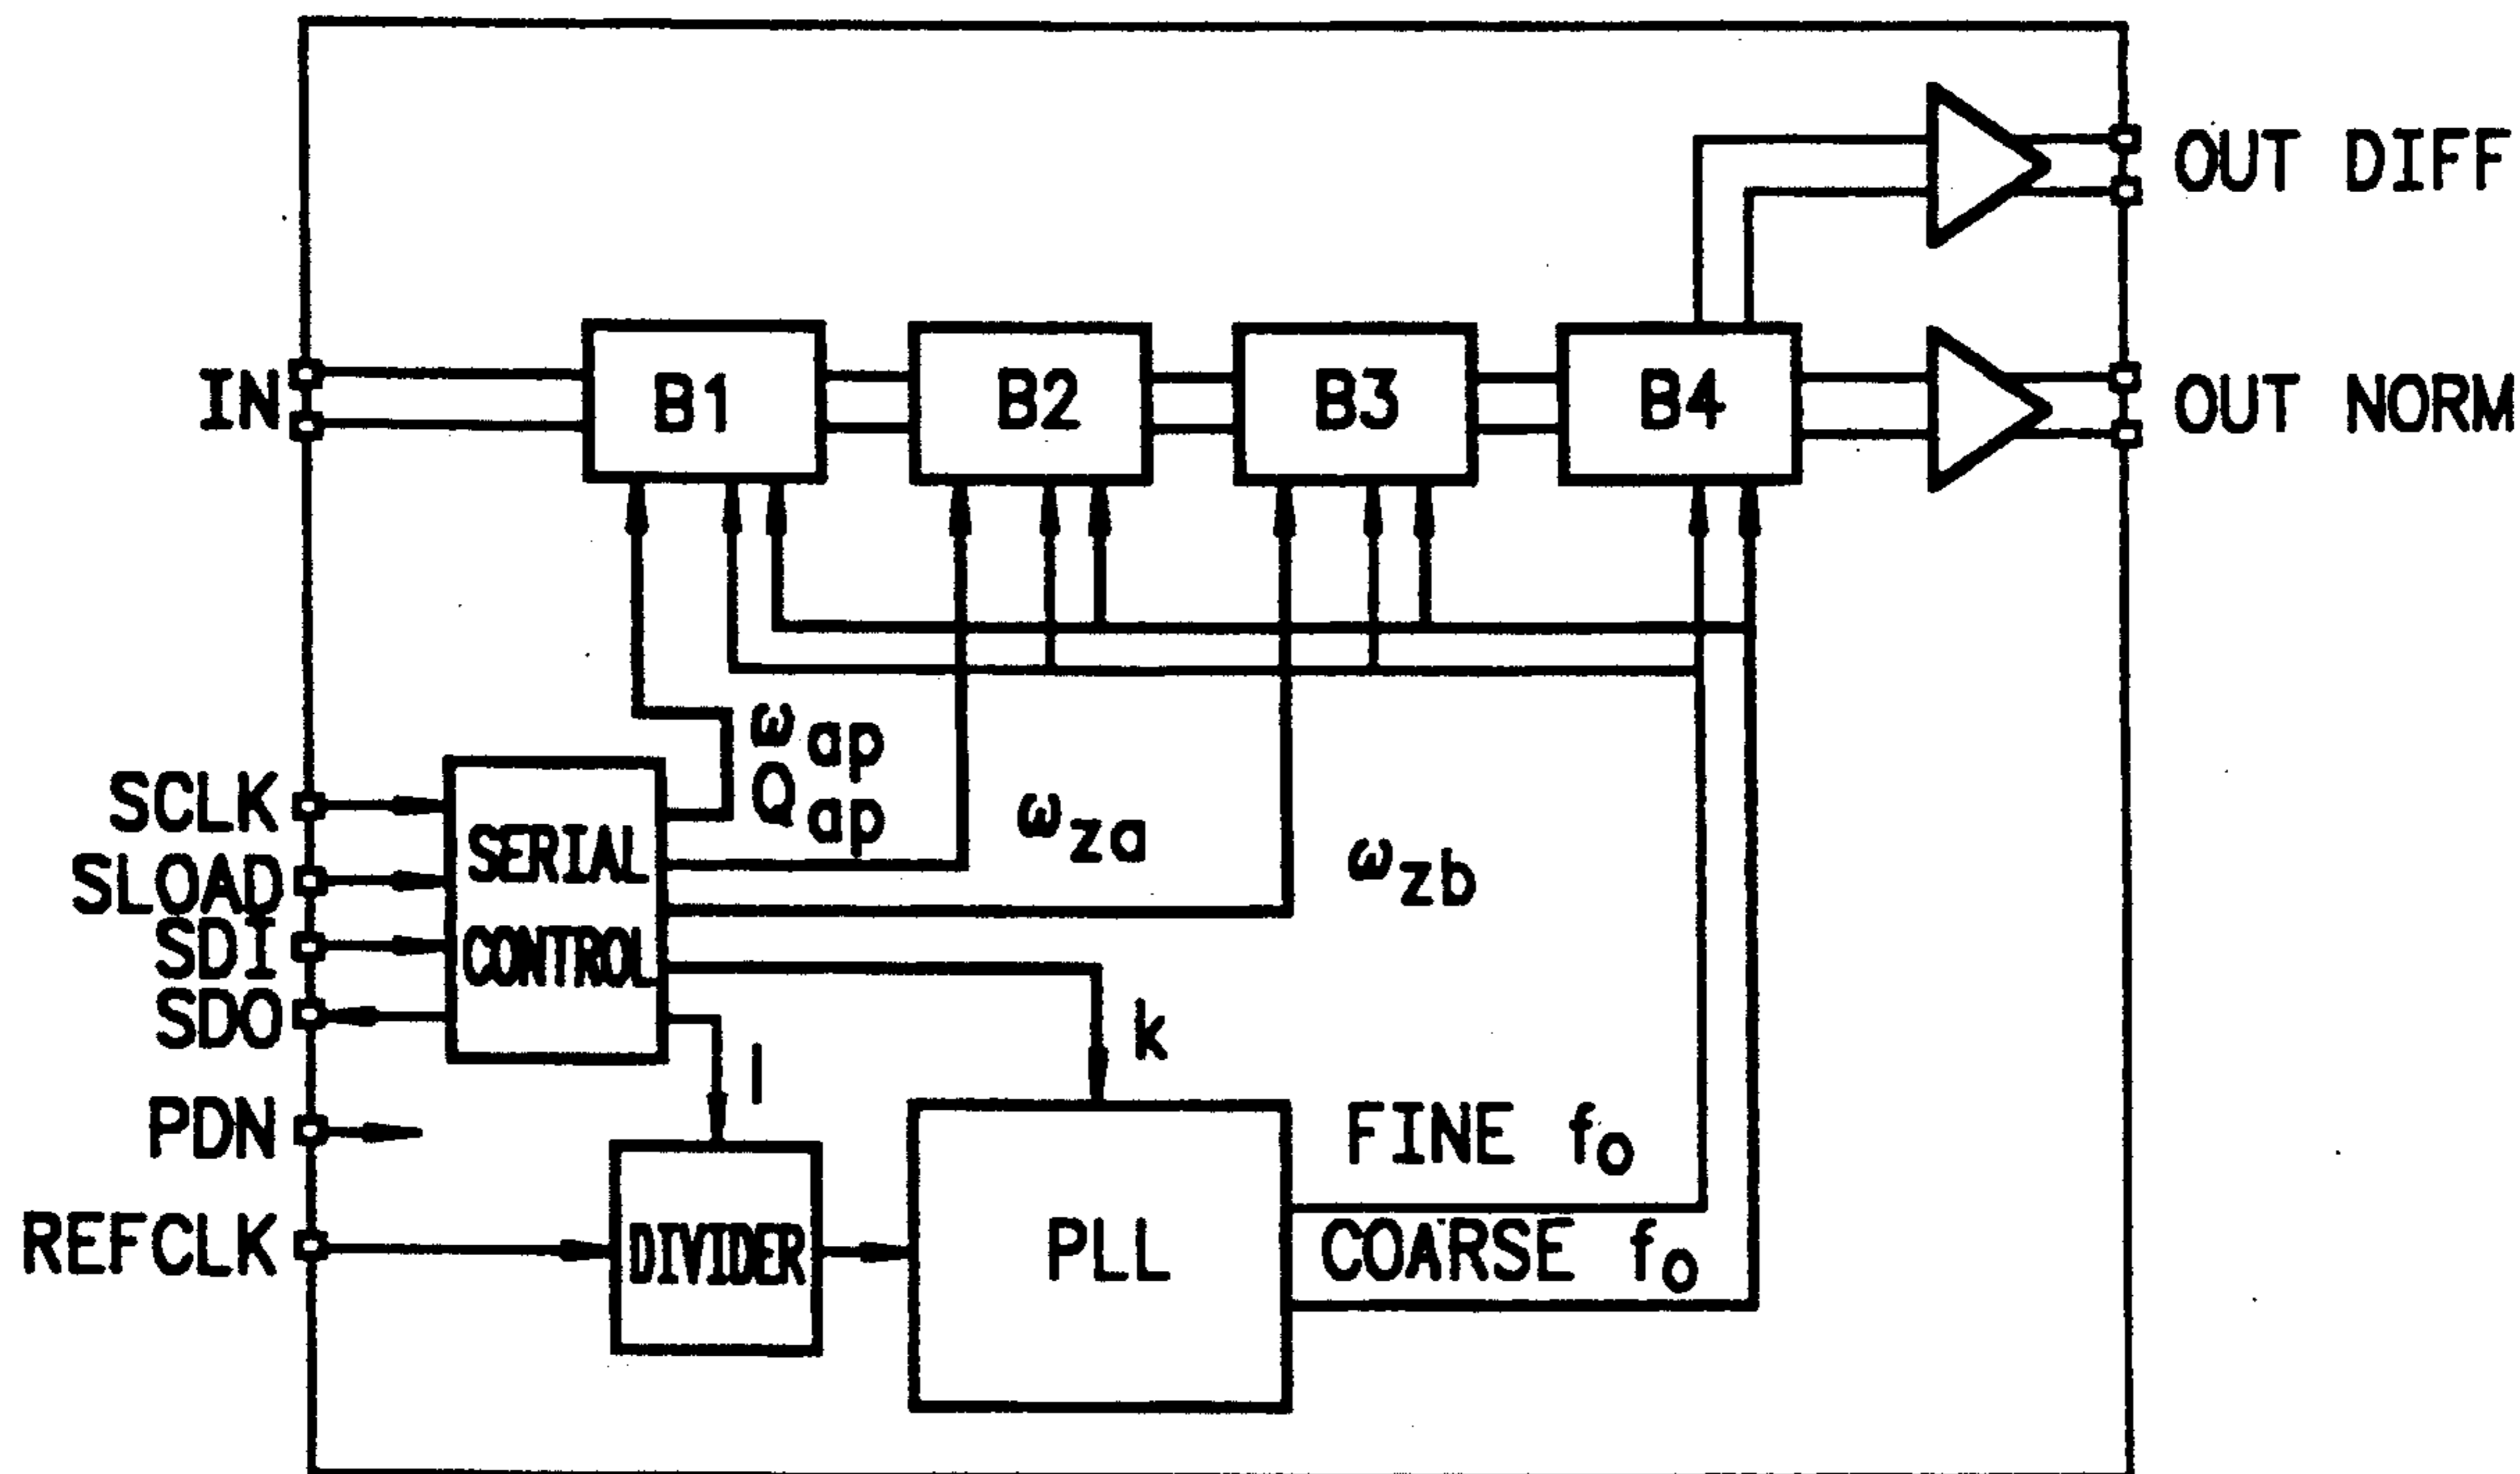 OUT DIFF
IN
B1
B2
B3
B4
OUT NORM
ωap
Qap
ωza
ωzb
SCLK
SLOAD
SDI
SDO
SERIAL
CONTROL
k
l
PDN
REFCLK
DIVIDER
PLL
FINE fo
COARSE fo